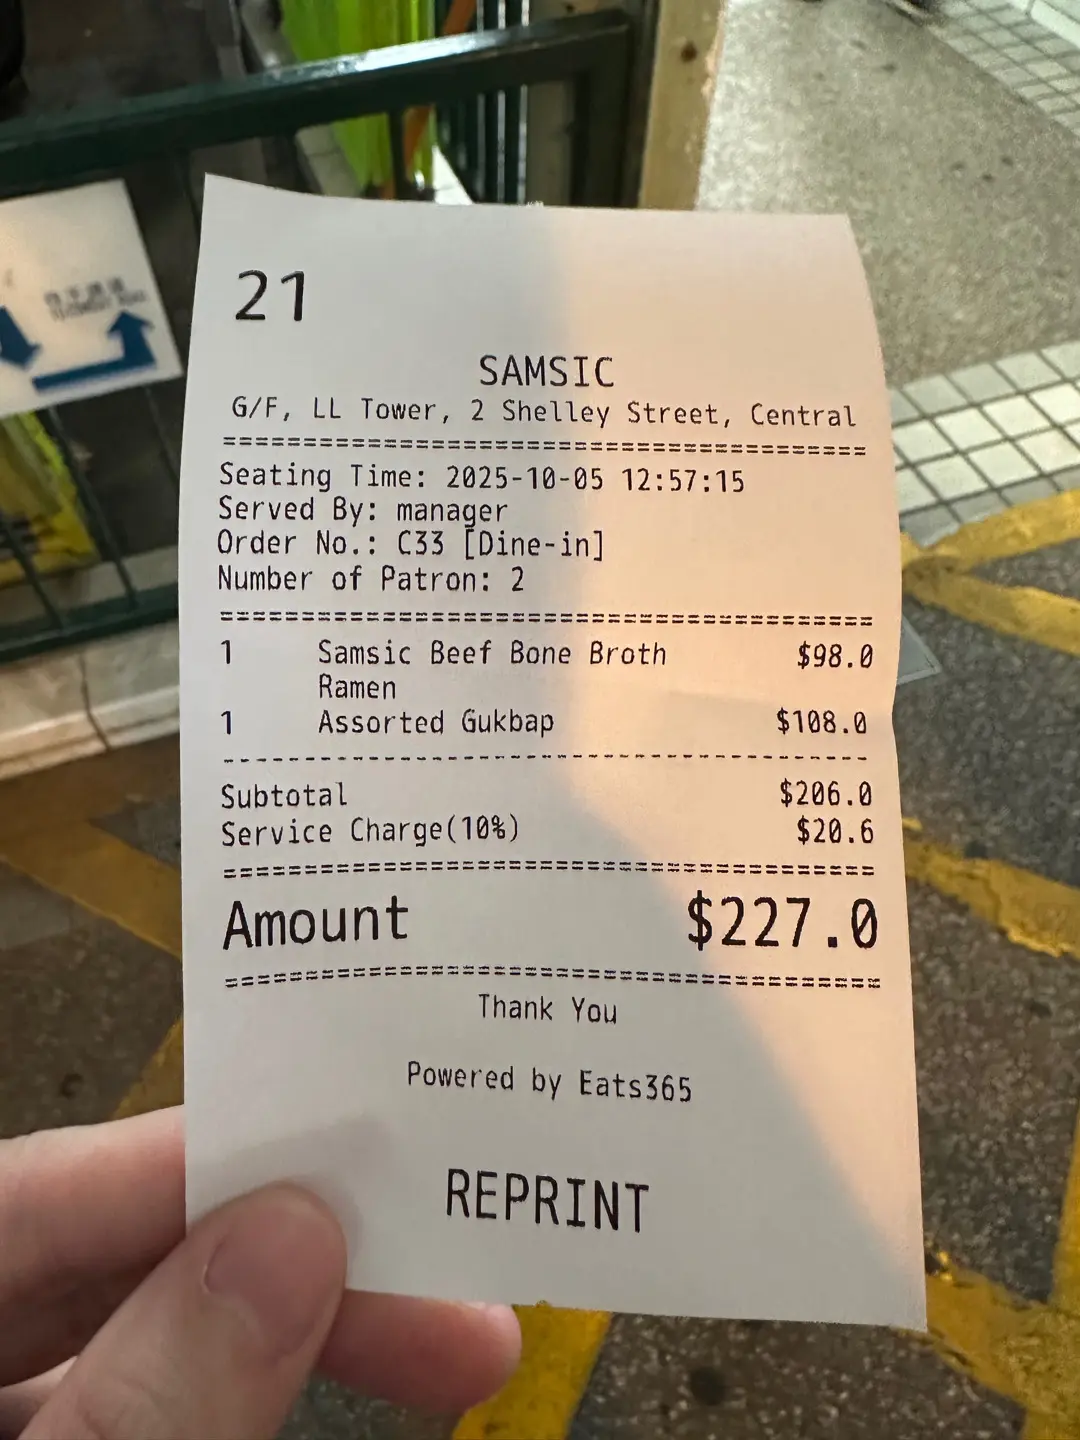 21
SAMSIC
G/F, LL Tower, 2 Shelley Street, Central
========================================
Seating Time: 2025-10-05 12:57:15
Served By: manager
Order No.: C33 [Dine-in]
Number of Patron: 2
========================================
1 Samsic Beef Bone Broth $98.0
Ramen
1 Assorted Gukbap $108.0
----------------------------------------
Subtotal $206.0
Service Charge(10%) $20.6
========================================
Amount $227.0
========================================
Thank You
Powered by Eats365
REPRINT